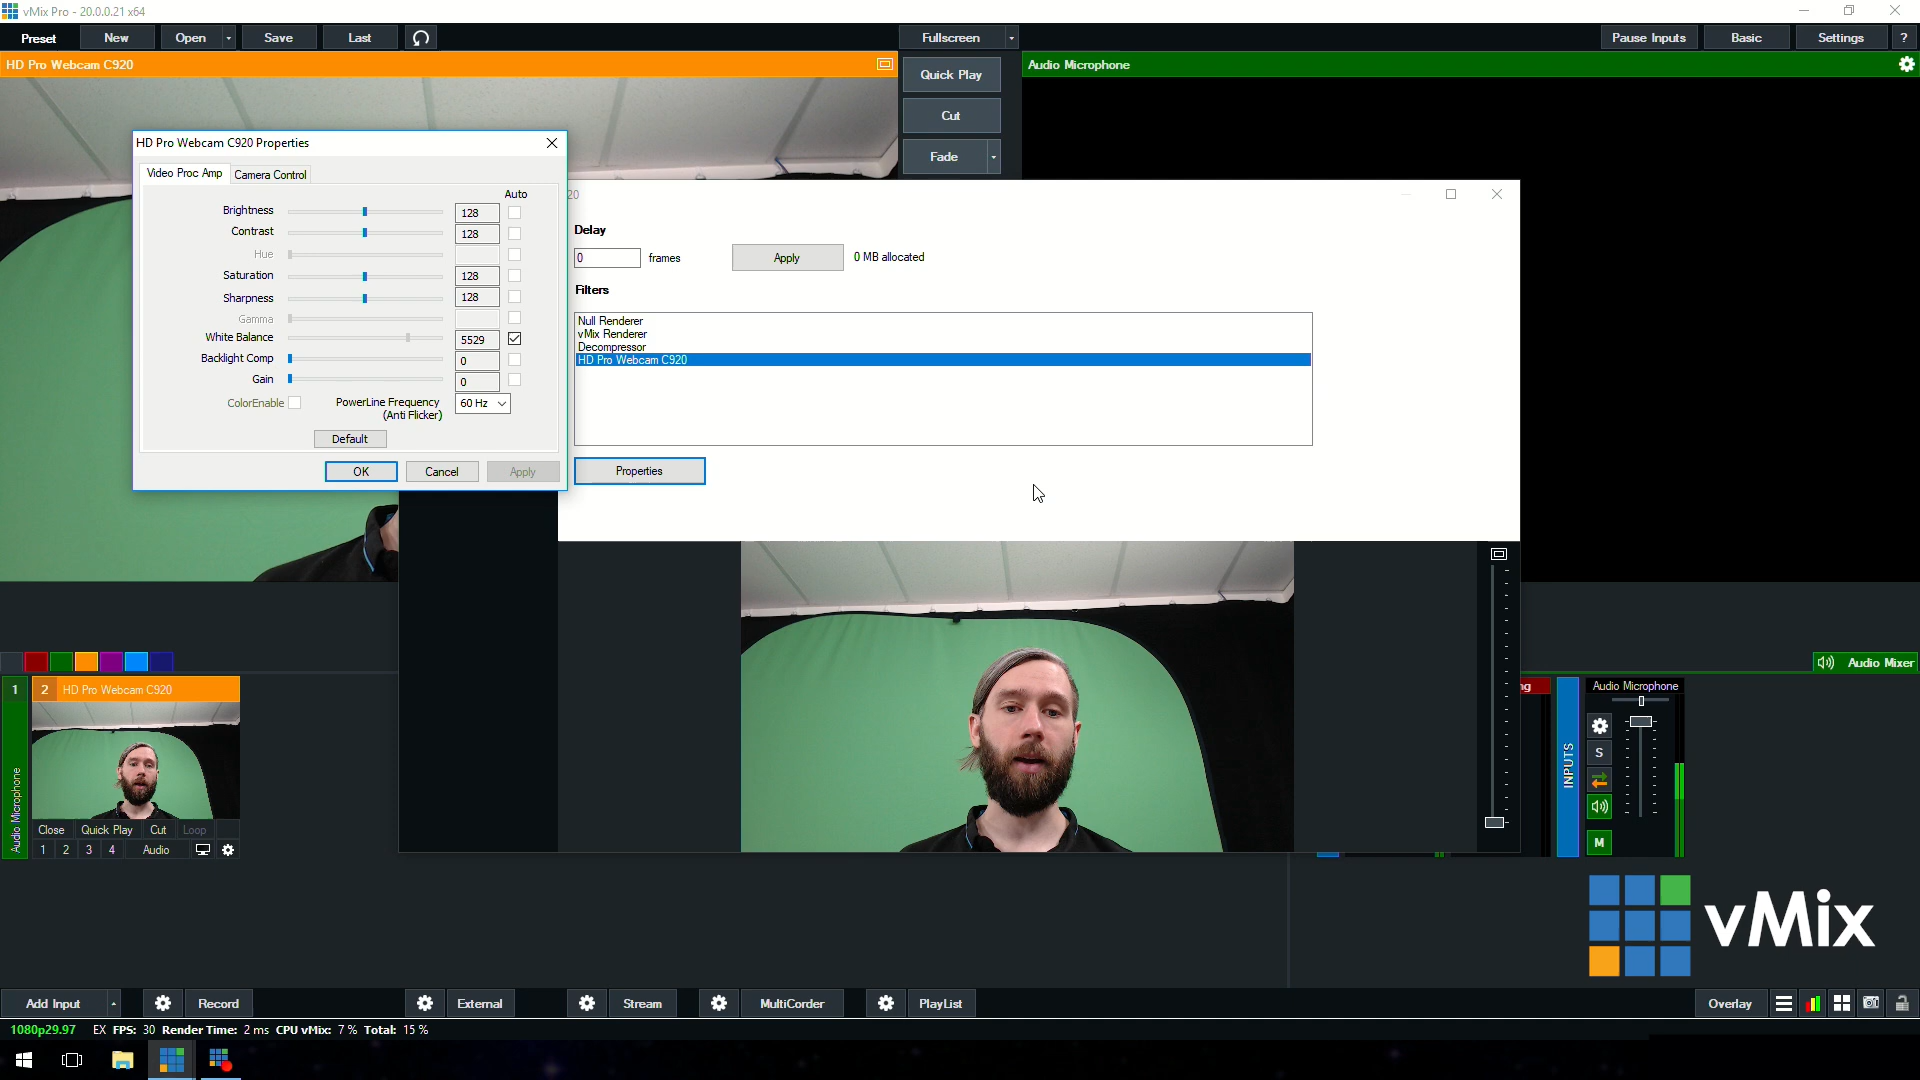 vMix Pro - 20.0.0.21 x64
Preset
New
Open
Save
Last
Fullscreen
Pause Inputs
Basic
Settings
?
HD Pro Webcam C920
Quick Play
Cut
Fade
Audio Microphone
HD Pro Webcam C920 Properties
Video Proc Amp
Camera Control
Auto
Brightness 128
Contrast 128
Hue
Saturation 128
Sharpness 128
Gamma
White Balance 5529
Backlight Comp 0
Gain 0
ColorEnable
PowerLine Frequency
(Anti Flicker)
60 Hz
Default
OK
Cancel
Apply
20
Delay
0 frames
Apply
0 MB allocated
Filters
Null Renderer
vMix Renderer
Decompressor
HD Pro Webcam C920
Properties
Audio Mixer
1
Audio Microphone
2 HD Pro Webcam C920
Close Quick Play Cut Loop
1 2 3 4 Audio
ng
INPUTS
Audio Microphone
S
M
vMix
Add Input
Record
External
Stream
MultiCorder
PlayList
Overlay
1080p29.97 EX FPS: 30 Render Time: 2 ms CPU vMix: 7 % Total: 15 %